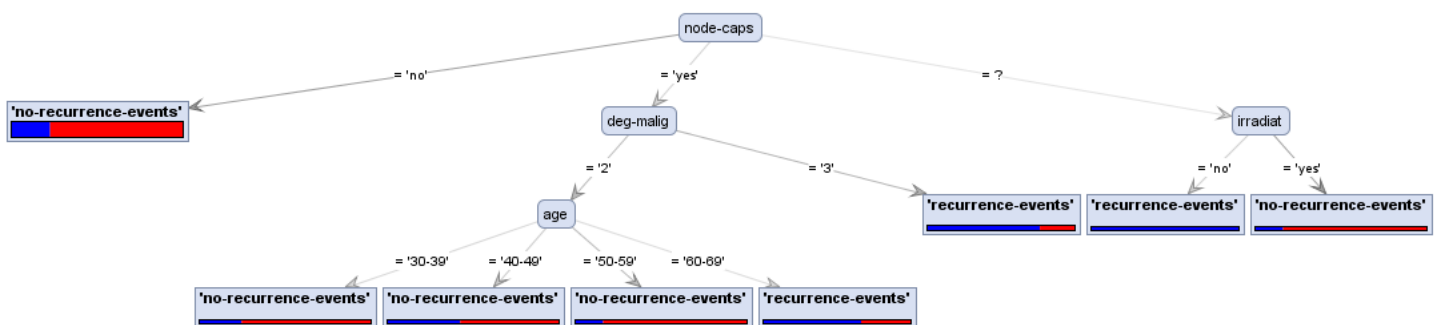 node-caps
= 'no'
= 'yes'
= ?
'no-recurrence-events'
deg-malig
irradiat
= '2'
= '3'
= 'no'
= 'yes'
age
'recurrence-events'
'recurrence-events'
'no-recurrence-events'
= '30-39'
= '40-49'
= '50-59'
= '60-69'
'no-recurrence-events'
'no-recurrence-events'
'no-recurrence-events'
'recurrence-events'